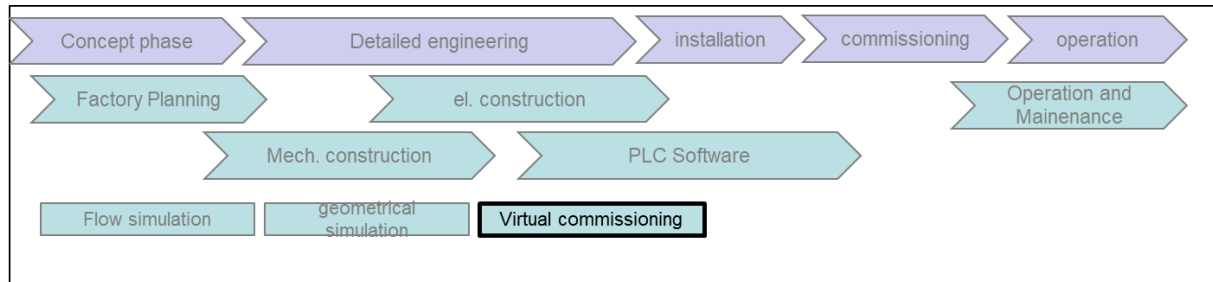 Concept phase
Detailed engineering
installation
commissioning
operation
Factory Planning
el. construction
Operation and
Mainenance
Mech. construction
PLC Software
Flow simulation
geometrical
simulation
Virtual commissioning